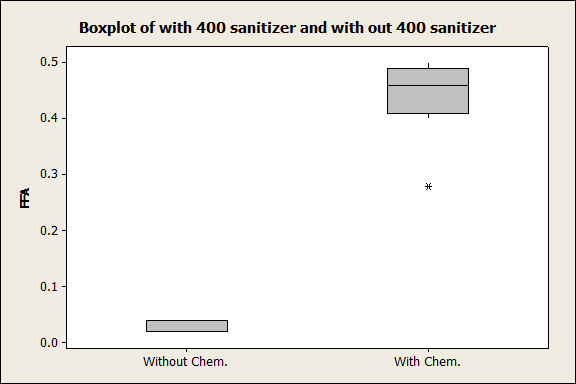 Boxplot of with 400 sanitizer and with out 400 sanitizer
0.5
0.4
0.3
0.2
0.1
0.0
FFA
Without Chem.
With Chem.